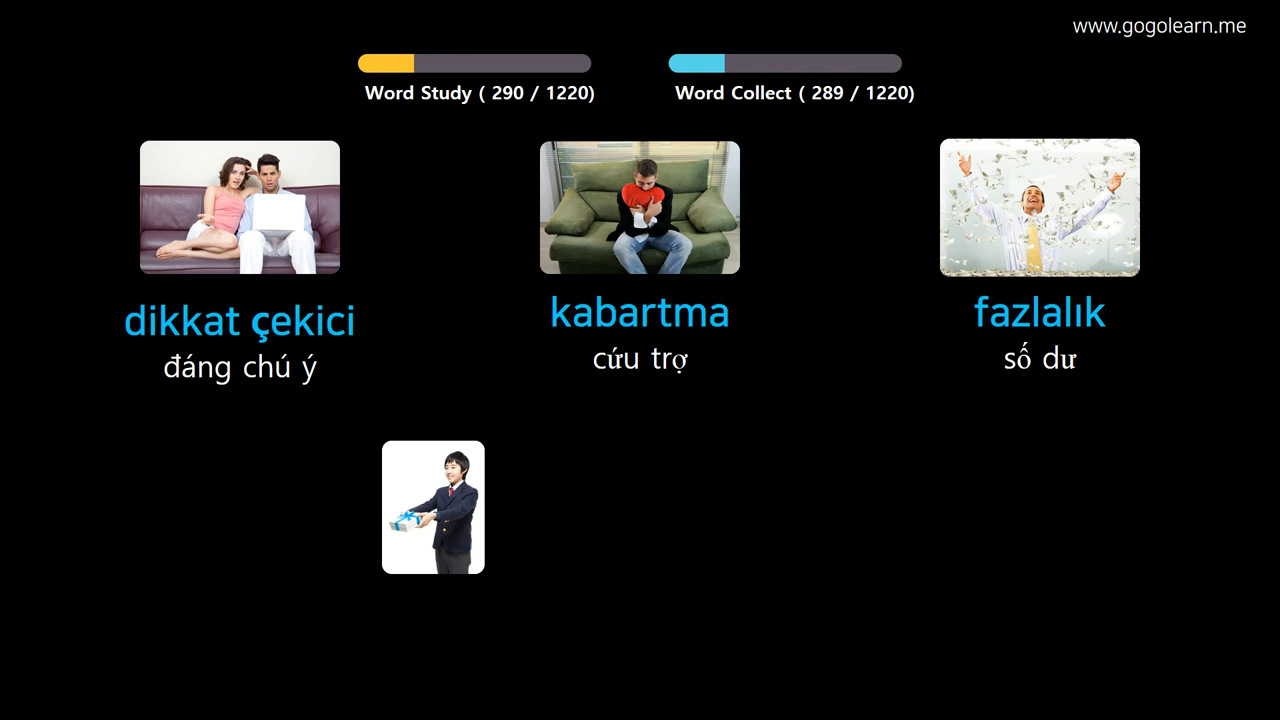 www.gogolearn.me
Word Study ( 290 / 1220)
Word Collect ( 289 / 1220)
dikkat çekici
đáng chú ý
kabartma
cứu trợ
fazlalık
số dư